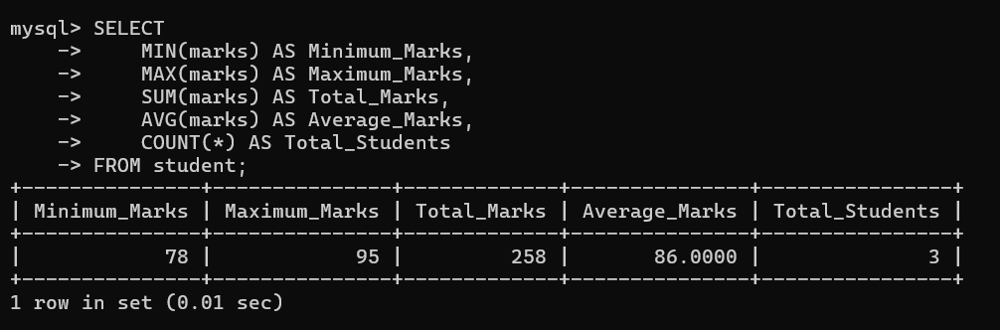 mysql> SELECT
    ->     MIN(marks) AS Minimum_Marks,
    ->     MAX(marks) AS Maximum_Marks,
    ->     SUM(marks) AS Total_Marks,
    ->     AVG(marks) AS Average_Marks,
    ->     COUNT(*) AS Total_Students
    -> FROM student;
+---------------+---------------+-------------+---------------+----------------+
| Minimum_Marks | Maximum_Marks | Total_Marks | Average_Marks | Total_Students |
+---------------+---------------+-------------+---------------+----------------+
|            78 |            95 |         258 |       86.0000 |              3 |
+---------------+---------------+-------------+---------------+----------------+
1 row in set (0.01 sec)